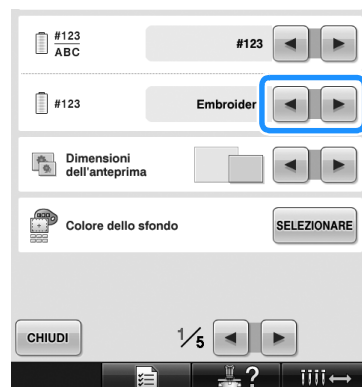 #123
ABC
#123
#123
Embroider
Dimensioni
dell'anteprima
Colore dello sfondo
SELEZIONARE
CHIUDI
1/5
?